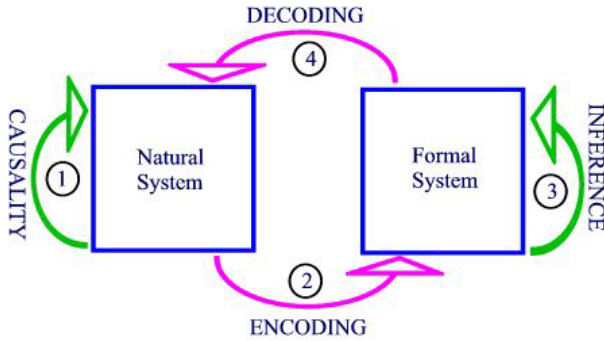 DECODING
4
CAUSALITY
1
Natural
System
Formal
System
3
INFERENCE
2
ENCODING